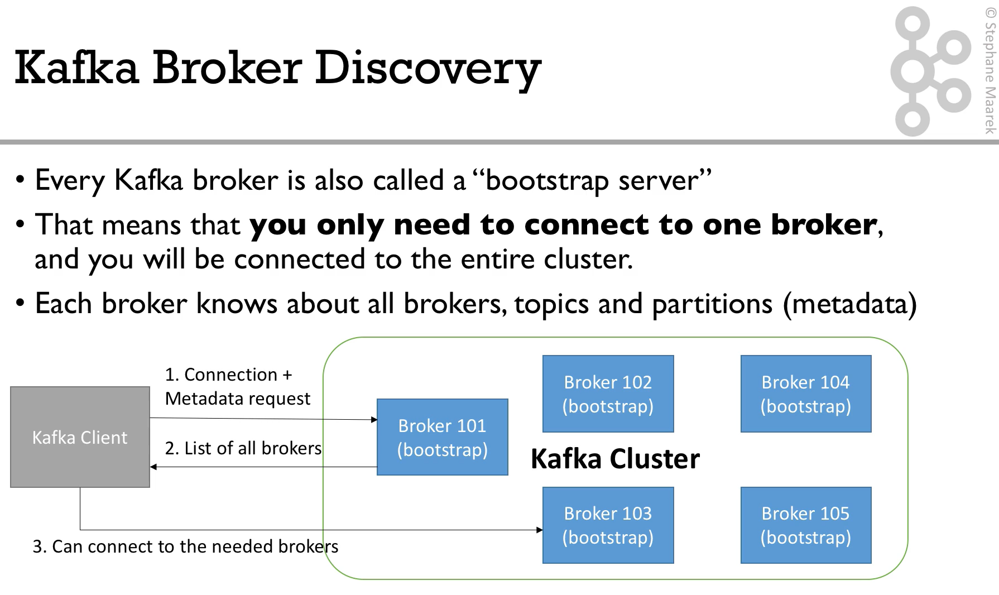 Kafka Broker Discovery
© Stephane Maarek
• Every Kafka broker is also called a “bootstrap server”
• That means that you only need to connect to one broker,
and you will be connected to the entire cluster.
• Each broker knows about all brokers, topics and partitions (metadata)
Kafka Client
1. Connection +
Metadata request
2. List of all brokers
3. Can connect to the needed brokers
Broker 101
(bootstrap)
Broker 102
(bootstrap)
Broker 104
(bootstrap)
Kafka Cluster
Broker 103
(bootstrap)
Broker 105
(bootstrap)